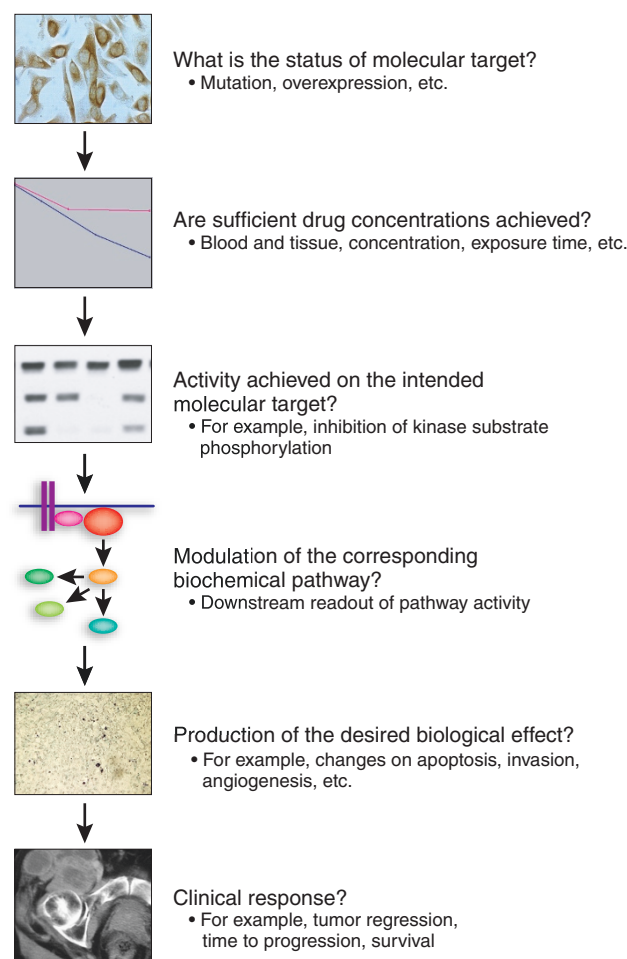 What is the status of molecular target?
• Mutation, overexpression, etc.
Are sufficient drug concentrations achieved?
• Blood and tissue, concentration, exposure time, etc.
Activity achieved on the intended
molecular target?
• For example, inhibition of kinase substrate
phosphorylation
Modulation of the corresponding
biochemical pathway?
• Downstream readout of pathway activity
Production of the desired biological effect?
• For example, changes on apoptosis, invasion,
angiogenesis, etc.
Clinical response?
• For example, tumor regression,
time to progression, survival